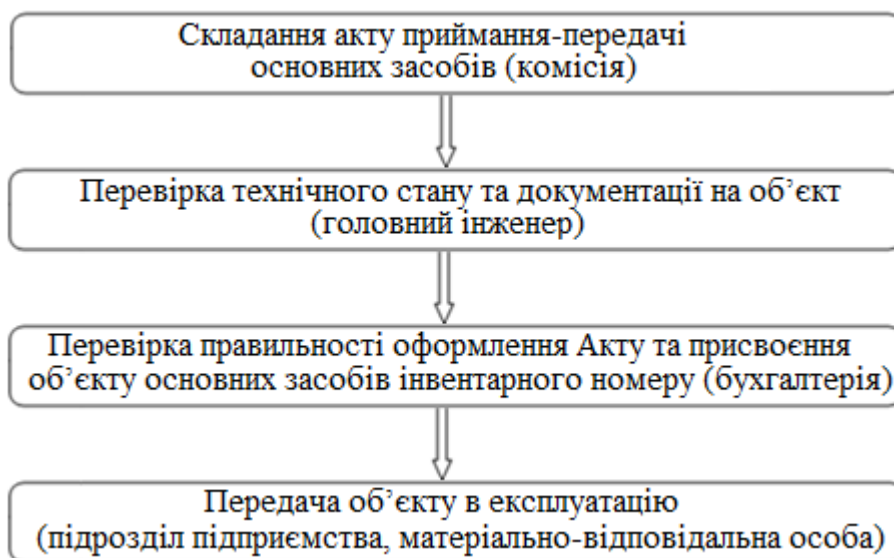 Складання акту приймання-передачі
основних засобів (комісія)
Перевірка технічного стану та документації на об’єкт
(головний інженер)
Перевірка правильності оформлення Акту та присвоєння
об’єкту основних засобів інвентарного номеру (бухгалтерія)
Передача об’єкту в експлуатацію
(підрозділ підприємства, матеріально-відповідальна особа)